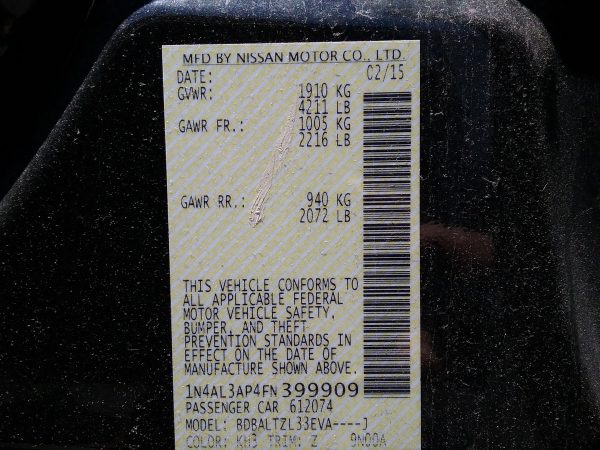 MFD BY NISSAN MOTOR CO., LTD.
DATE: 02/15
GVWR: 1910 KG
4211 LB
GAWR FR.: 1005 KG
2216 LB
GAWR RR.: 940 KG
2072 LB
THIS VEHICLE CONFORMS TO
ALL APPLICABLE FEDERAL
MOTOR VEHICLE SAFETY,
BUMPER, AND THEFT
PREVENTION STANDARDS IN
EFFECT ON THE DATE OF
MANUFACTURE SHOWN ABOVE.
1N4AL3AP4FN399909
PASSENGER CAR 612074
MODEL: BDBALTZL33EVA----J
COLOR: KH3 TRIM: Z 9N00A